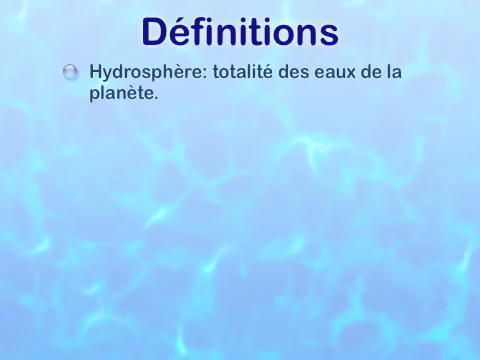 Définitions
Hydrosphère: totalité des eaux de la
planète.